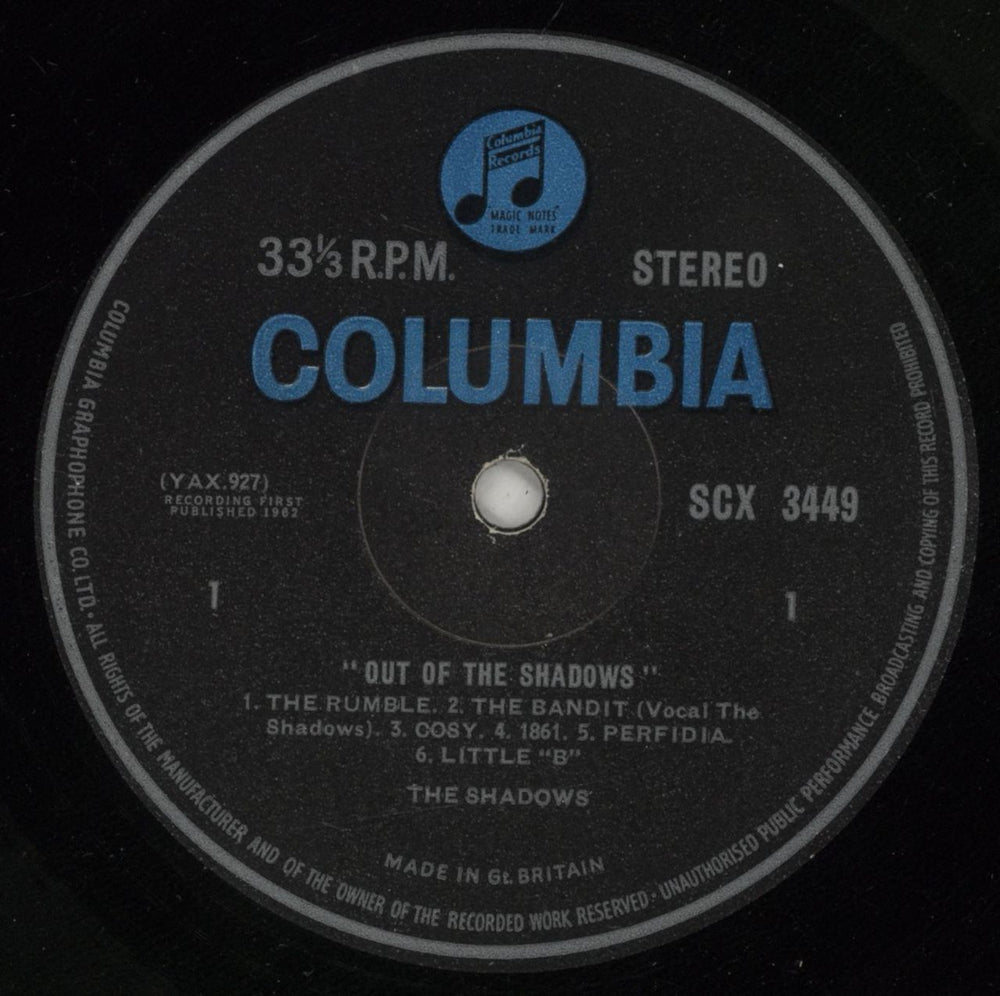 Columbia
Records
"MAGIC NOTES"
TRADE MARK
33⅓ R.P.M.
STEREO
COLUMBIA
(YAX.927)
RECORDING FIRST
PUBLISHED 1962
SCX 3449
1
1
"OUT OF THE SHADOWS"
1. THE RUMBLE. 2. THE BANDIT (Vocal The
Shadows). 3. COSY. 4. 1861. 5. PERFIDIA
6. LITTLE "B"
THE SHADOWS
MADE IN Gt. BRITAIN
COLUMBIA GRAPHOPHONE CO. LTD. • ALL RIGHTS OF THE MANUFACTURER AND OF THE OWNER OF THE RECORDED WORK RESERVED • UNAUTHORISED PUBLIC PERFORMANCE, BROADCASTING AND COPYING OF THIS RECORD PROHIBITED